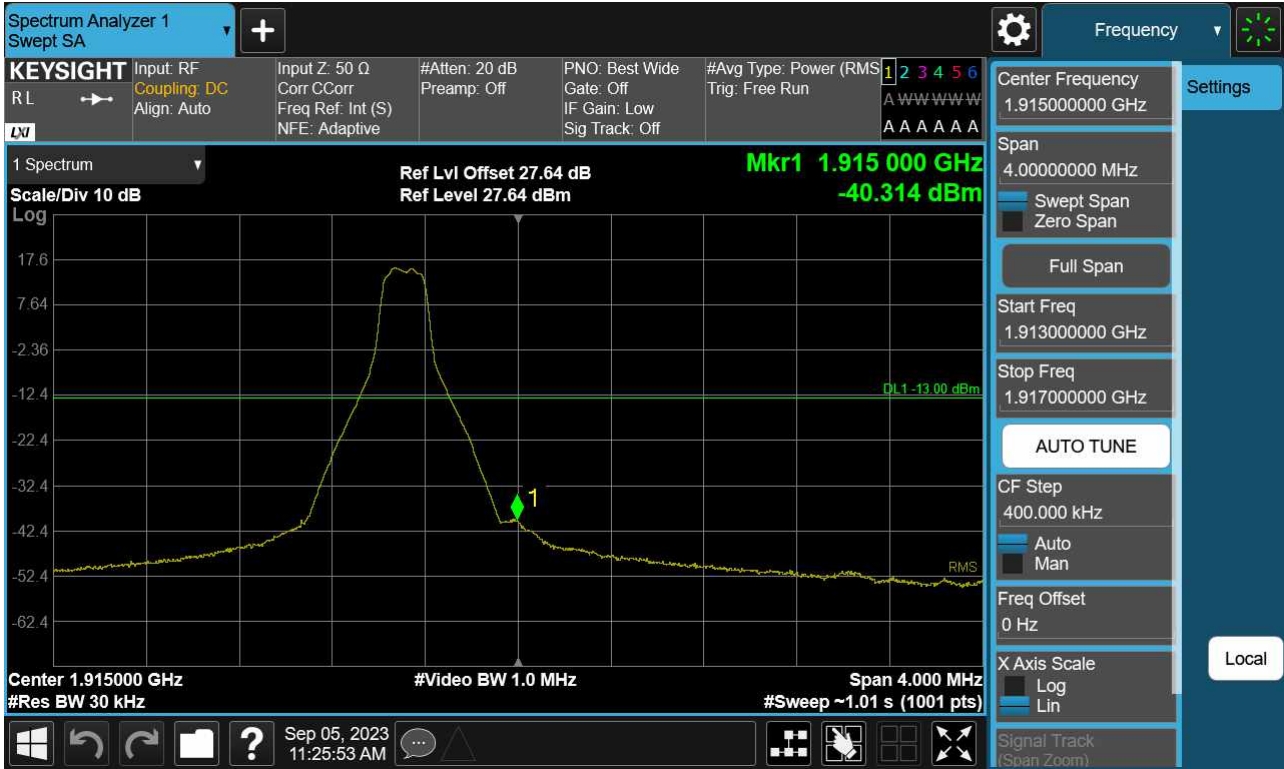 Spectrum Analyzer 1
Swept SA
Frequency
KEYSIGHT
R L
LXI
Input: RF
Coupling: DC
Align: Auto
Input Z: 50 Ω
Corr CCorr
Freq Ref: Int (S)
NFE: Adaptive
#Atten: 20 dB
Preamp: Off
PNO: Best Wide
Gate: Off
IF Gain: Low
Sig Track: Off
#Avg Type: Power (RMS
Trig: Free Run
1 2 3 4 5 6
A W W W W W
A A A A A A
1 Spectrum
Scale/Div 10 dB
Log
Ref Lvl Offset 27.64 dB
Ref Level 27.64 dBm
Mkr1 1.915 000 GHz
-40.314 dBm
17.6
7.64
-2.36
-12.4
-22.4
-32.4
-42.4
-52.4
-62.4
DL1 -13.00 dBm
1
RMS
Center 1.915000 GHz
#Video BW 1.0 MHz
Span 4.000 MHz
#Res BW 30 kHz
#Sweep ~1.01 s (1001 pts)
Center Frequency
1.915000000 GHz
Settings
Span
4.00000000 MHz
Swept Span
Zero Span
Full Span
Start Freq
1.913000000 GHz
Stop Freq
1.917000000 GHz
AUTO TUNE
CF Step
400.000 kHz
Auto
Man
Freq Offset
0 Hz
X Axis Scale
Log
Lin
Local
Signal Track
(Span Zoom)
?
Sep 05, 2023
11:25:53 AM